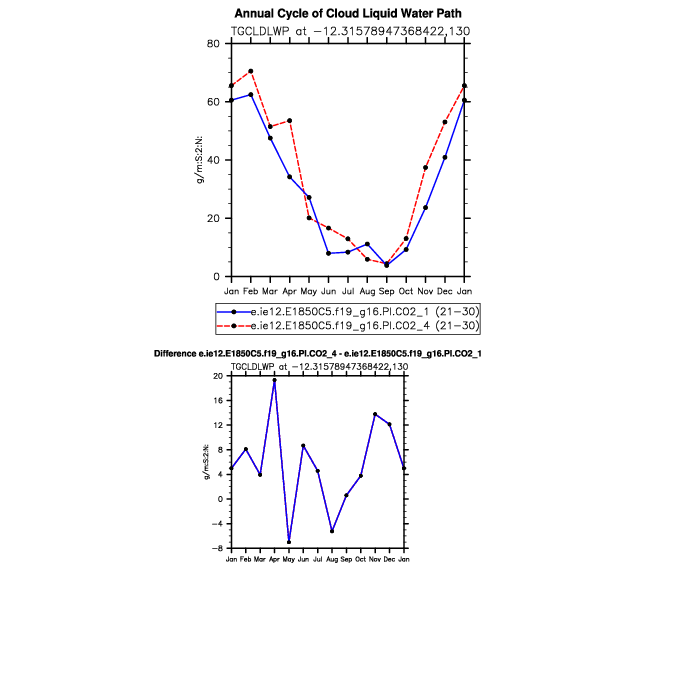 Annual Cycle of Cloud Liquid Water Path
TGCLDLWP at −12.31578947368422,130
80
60
40
20
0
g/m:S:2:N:
Jan Feb Mar Apr May Jun Jul Aug Sep Oct Nov Dec Jan
e.ie12.E1850C5.f19_g16.PI.CO2_1 (21−30)
e.ie12.E1850C5.f19_g16.PI.CO2_4 (21−30)
Difference e.ie12.E1850C5.f19_g16.PI.CO2_4 - e.ie12.E1850C5.f19_g16.PI.CO2_1
TGCLDLWP at −12.31578947368422,130
20
16
12
8
4
0
−4
−8
g/m:S:2:N:
Jan Feb Mar Apr May Jun Jul Aug Sep Oct Nov Dec Jan